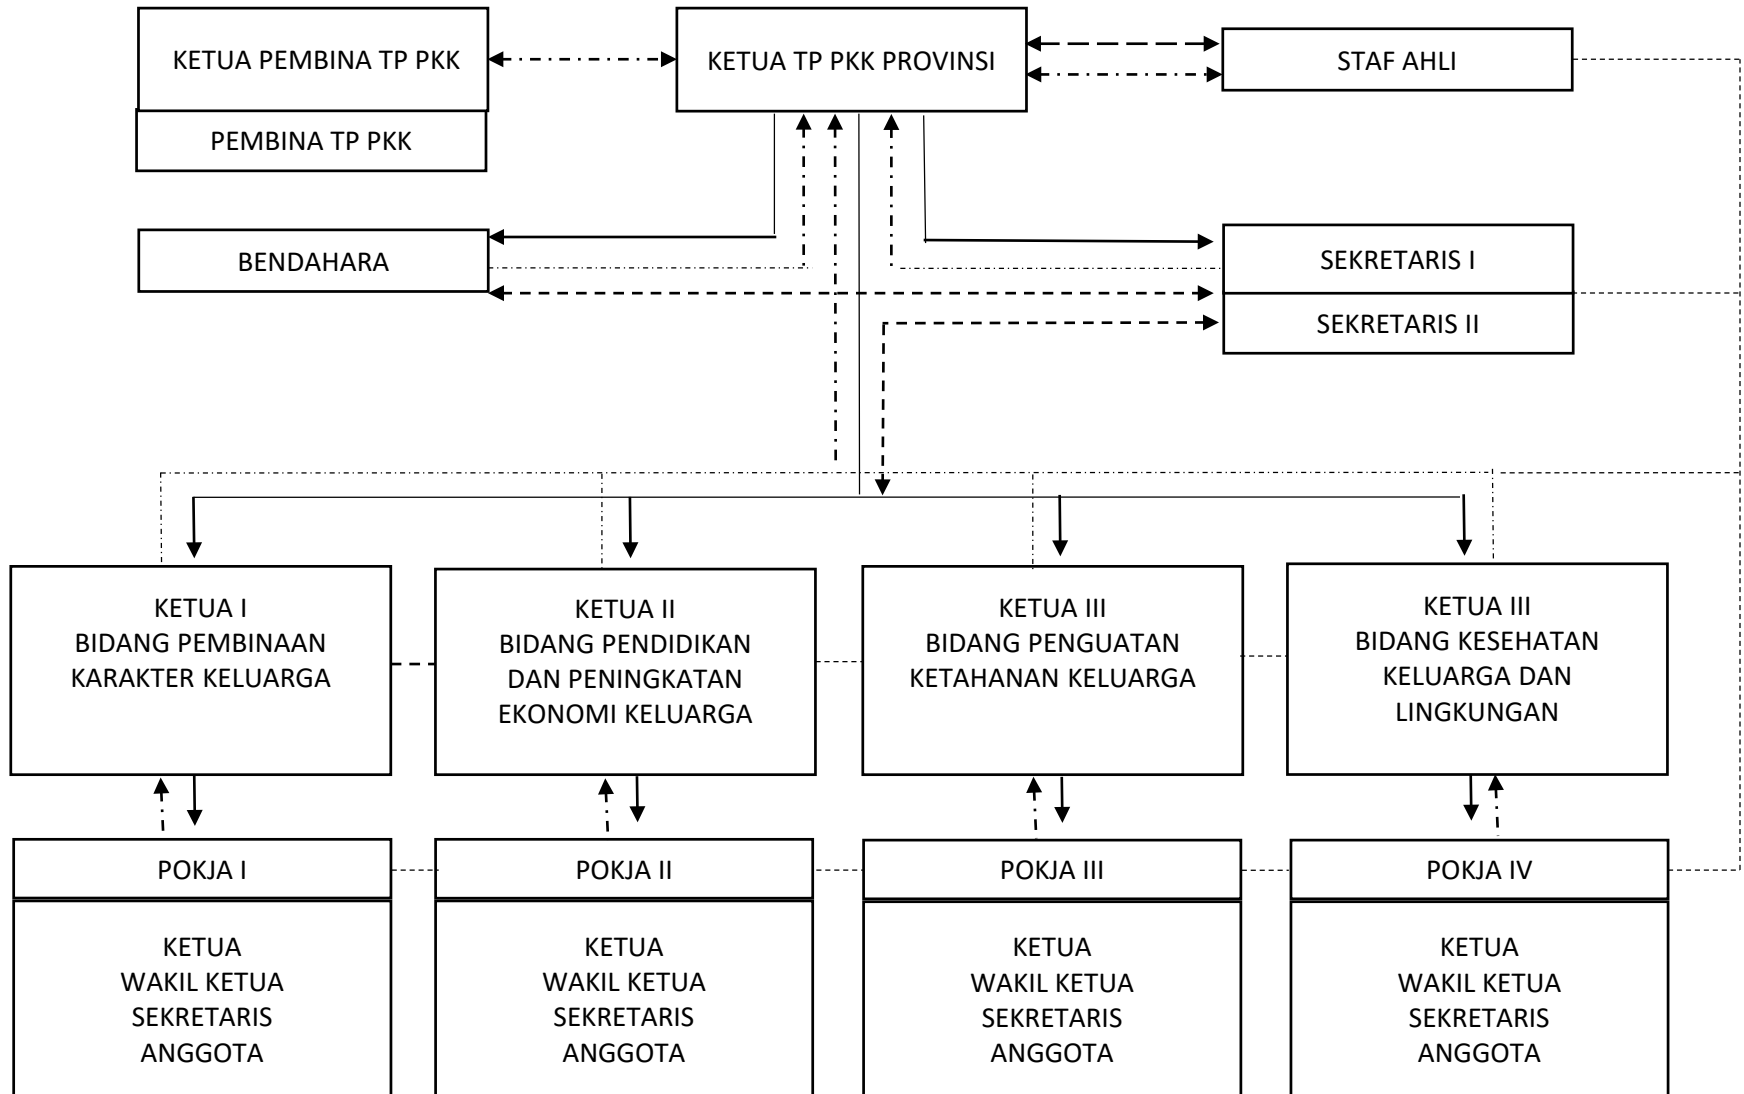 KETUA PEMBINA TP PKK
KETUA TP PKK PROVINSI
STAF AHLI
PEMBINA TP PKK
BENDAHARA
SEKRETARIS I
SEKRETARIS II
KETUA I
BIDANG PEMBINAAN
KARAKTER KELUARGA
KETUA II
BIDANG PENDIDIKAN
DAN PENINGKATAN
EKONOMI KELUARGA
KETUA III
BIDANG PENGUATAN
KETAHANAN KELUARGA
KETUA III
BIDANG KESEHATAN
KELUARGA DAN
LINGKUNGAN
POKJA I
POKJA II
POKJA III
POKJA IV
KETUA
WAKIL KETUA
SEKRETARIS
ANGGOTA
KETUA
WAKIL KETUA
SEKRETARIS
ANGGOTA
KETUA
WAKIL KETUA
SEKRETARIS
ANGGOTA
KETUA
WAKIL KETUA
SEKRETARIS
ANGGOTA